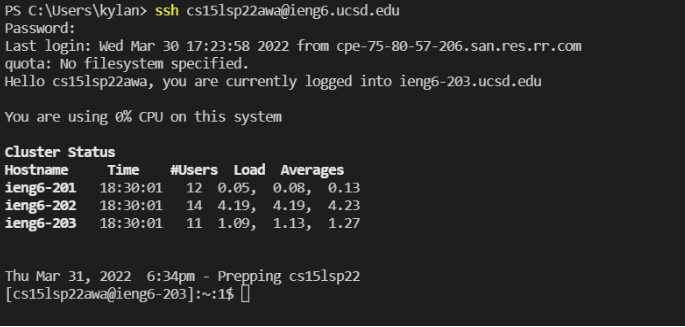 PS C:\Users\kylan> ssh cs15lsp22awa@ieng6.ucsd.edu
Password:
Last login: Wed Mar 30 17:23:58 2022 from cpe-75-80-57-206.san.res.rr.com
quota: No filesystem specified.
Hello cs15lsp22awa, you are currently logged into ieng6-203.ucsd.edu
You are using 0% CPU on this system
Cluster Status
Hostname     Time    #Users  Load  Averages
ieng6-201   18:30:01   12  0.05,  0.08,  0.13
ieng6-202   18:30:01   14  4.19,  4.19,  4.23
ieng6-203   18:30:01   11  1.09,  1.13,  1.27
Thu Mar 31, 2022  6:34pm - Prepping cs15lsp22
[cs15lsp22awa@ieng6-203]:~:1$